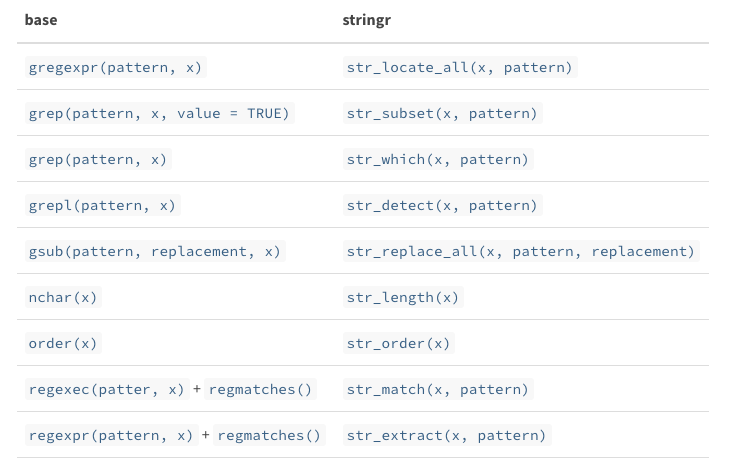 base stringr
gregexpr(pattern, x) str_locate_all(x, pattern)
grep(pattern, x, value = TRUE) str_subset(x, pattern)
grep(pattern, x) str_which(x, pattern)
grepl(pattern, x) str_detect(x, pattern)
gsub(pattern, replacement, x) str_replace_all(x, pattern, replacement)
nchar(x) str_length(x)
order(x) str_order(x)
regexec(patter, x) + regmatches() str_match(x, pattern)
regexpr(pattern, x) + regmatches() str_extract(x, pattern)